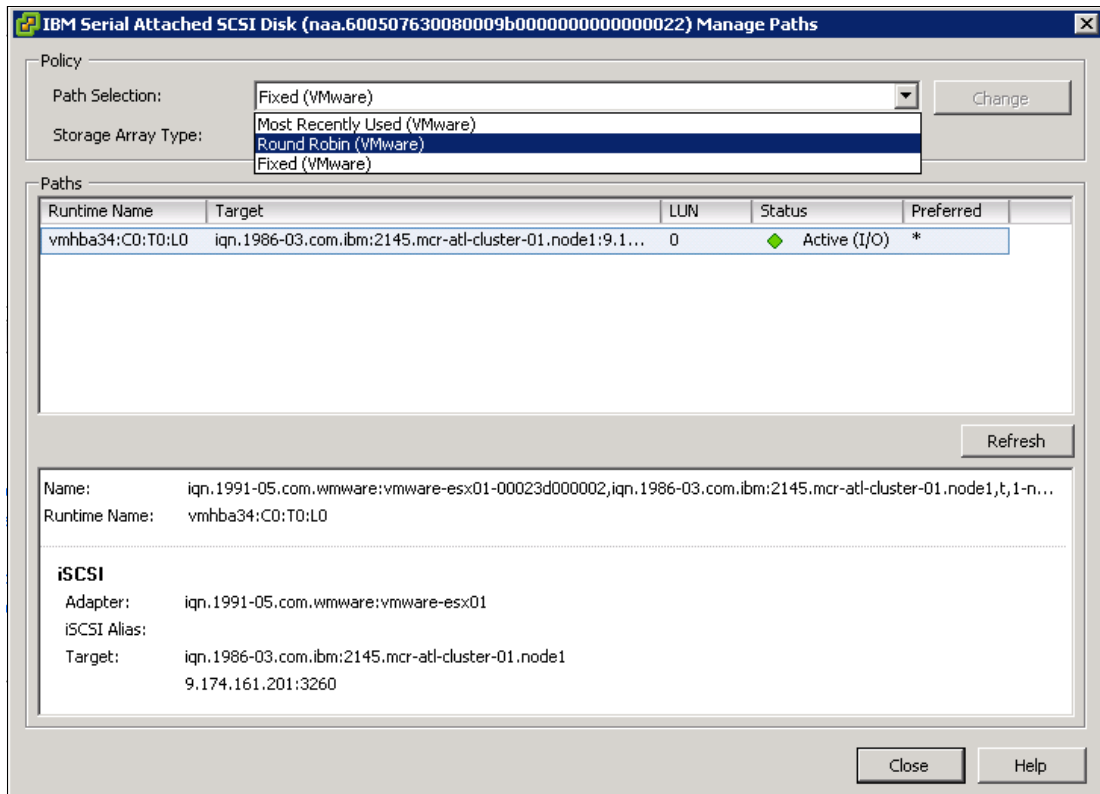 IBM Serial Attached SCSI Disk (naa.600507630080009b0000000000000022) Manage Paths
Policy
Path Selection: Fixed (VMware) Change
Most Recently Used (VMware)
Storage Array Type: Round Robin (VMware)
Fixed (VMware)
Paths
Runtime Name Target LUN Status Preferred
vmhba34:C0:T0:L0 iqn.1986-03.com.ibm:2145.mcr-atl-cluster-01.node1:9.1... 0 Active (I/O) *
Refresh
Name: iqn.1991-05.com.wmware:vmware-esx01-00023d000002,iqn.1986-03.com.ibm:2145.mcr-atl-cluster-01.node1,t,1-n...
Runtime Name: vmhba34:C0:T0:L0
iSCSI
Adapter: iqn.1991-05.com.wmware:vmware-esx01
iSCSI Alias:
Target: iqn.1986-03.com.ibm:2145.mcr-atl-cluster-01.node1
9.174.161.201:3260
Close Help